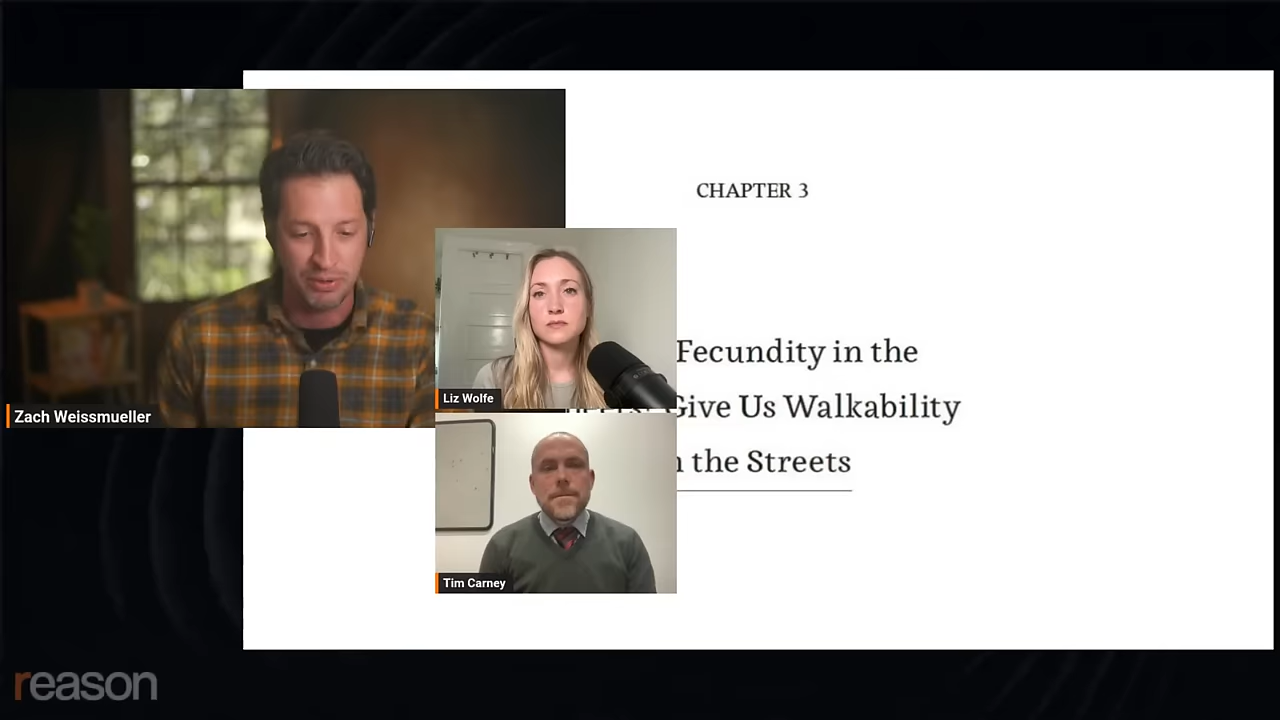 CHAPTER 3
Fecundity in the
Give Us Walkability
the Streets
Zach Weissmueller
Liz Wolfe
Tim Carney
reason